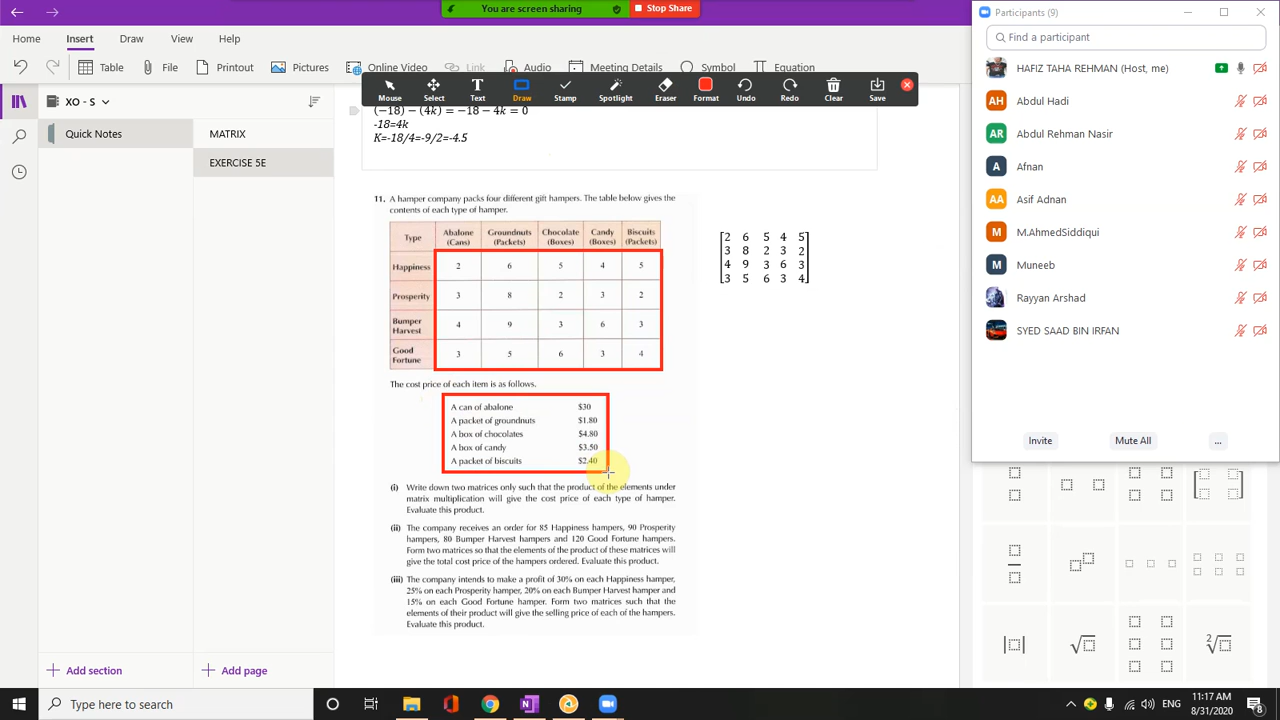 You are screen sharing
Stop Share
Participants (9)
Find a participant
HAFIZ TAHA REHMAN (Host, me)
AH Abdul Hadi
AR Abdul Rehman Nasir
A Afnan
AA Asif Adnan
M M.AhmedSiddiqui
M Muneeb
Rayyan Arshad
SYED SAAD BIN IRFAN
Invite Mute All ...
Home Insert Draw View Help
Table File Printout Pictures Online Video Link Audio Meeting Details Symbol Equation
Mouse Select Text Draw Stamp Spotlight Eraser Format Undo Redo Clear Save
XO - S
Quick Notes
MATRIX
EXERCISE 5E
(−18) − (4k) = −18 − 4k = 0
-18=4k
K=-18/4=-9/2=-4.5
11. A hamper company packs four different gift hampers. The table below gives the
contents of each type of hamper.
Type Abalone (Cans) Groundnuts (Packets) Chocolate (Boxes) Candy (Boxes) Biscuits (Packets)
Happiness 2 6 5 4 5
Prosperity 3 8 2 3 2
Bumper Harvest 4 9 3 6 3
Good Fortune 3 5 6 3 4
2 6 5 4 5
3 8 2 3 2
4 9 3 6 3
3 5 6 3 4
The cost price of each item is as follows.
A can of abalone $30
A packet of groundnuts $1.80
A box of chocolates $4.80
A box of candy $3.50
A packet of biscuits $2.40
(i) Write down two matrices only such that the product of the elements under
matrix multiplication will give the cost price of each type of hamper.
Evaluate this product.
(ii) The company receives an order for 85 Happiness hampers, 90 Prosperity
hampers, 80 Bumper Harvest hampers and 120 Good Fortune hampers.
Form two matrices so that the elements of the product of these matrices will
give the total cost price of the hampers ordered. Evaluate this product.
(iii) The company intends to make a profit of 30% on each Happiness hamper,
25% on each Prosperity hamper, 20% on each Bumper Harvest hamper and
15% on each Good Fortune hamper. Form two matrices such that the
elements of their product will give the selling price of each of the hampers.
Evaluate this product.
Add section
Add page
Type here to search
ENG
11:17 AM
8/31/2020
8